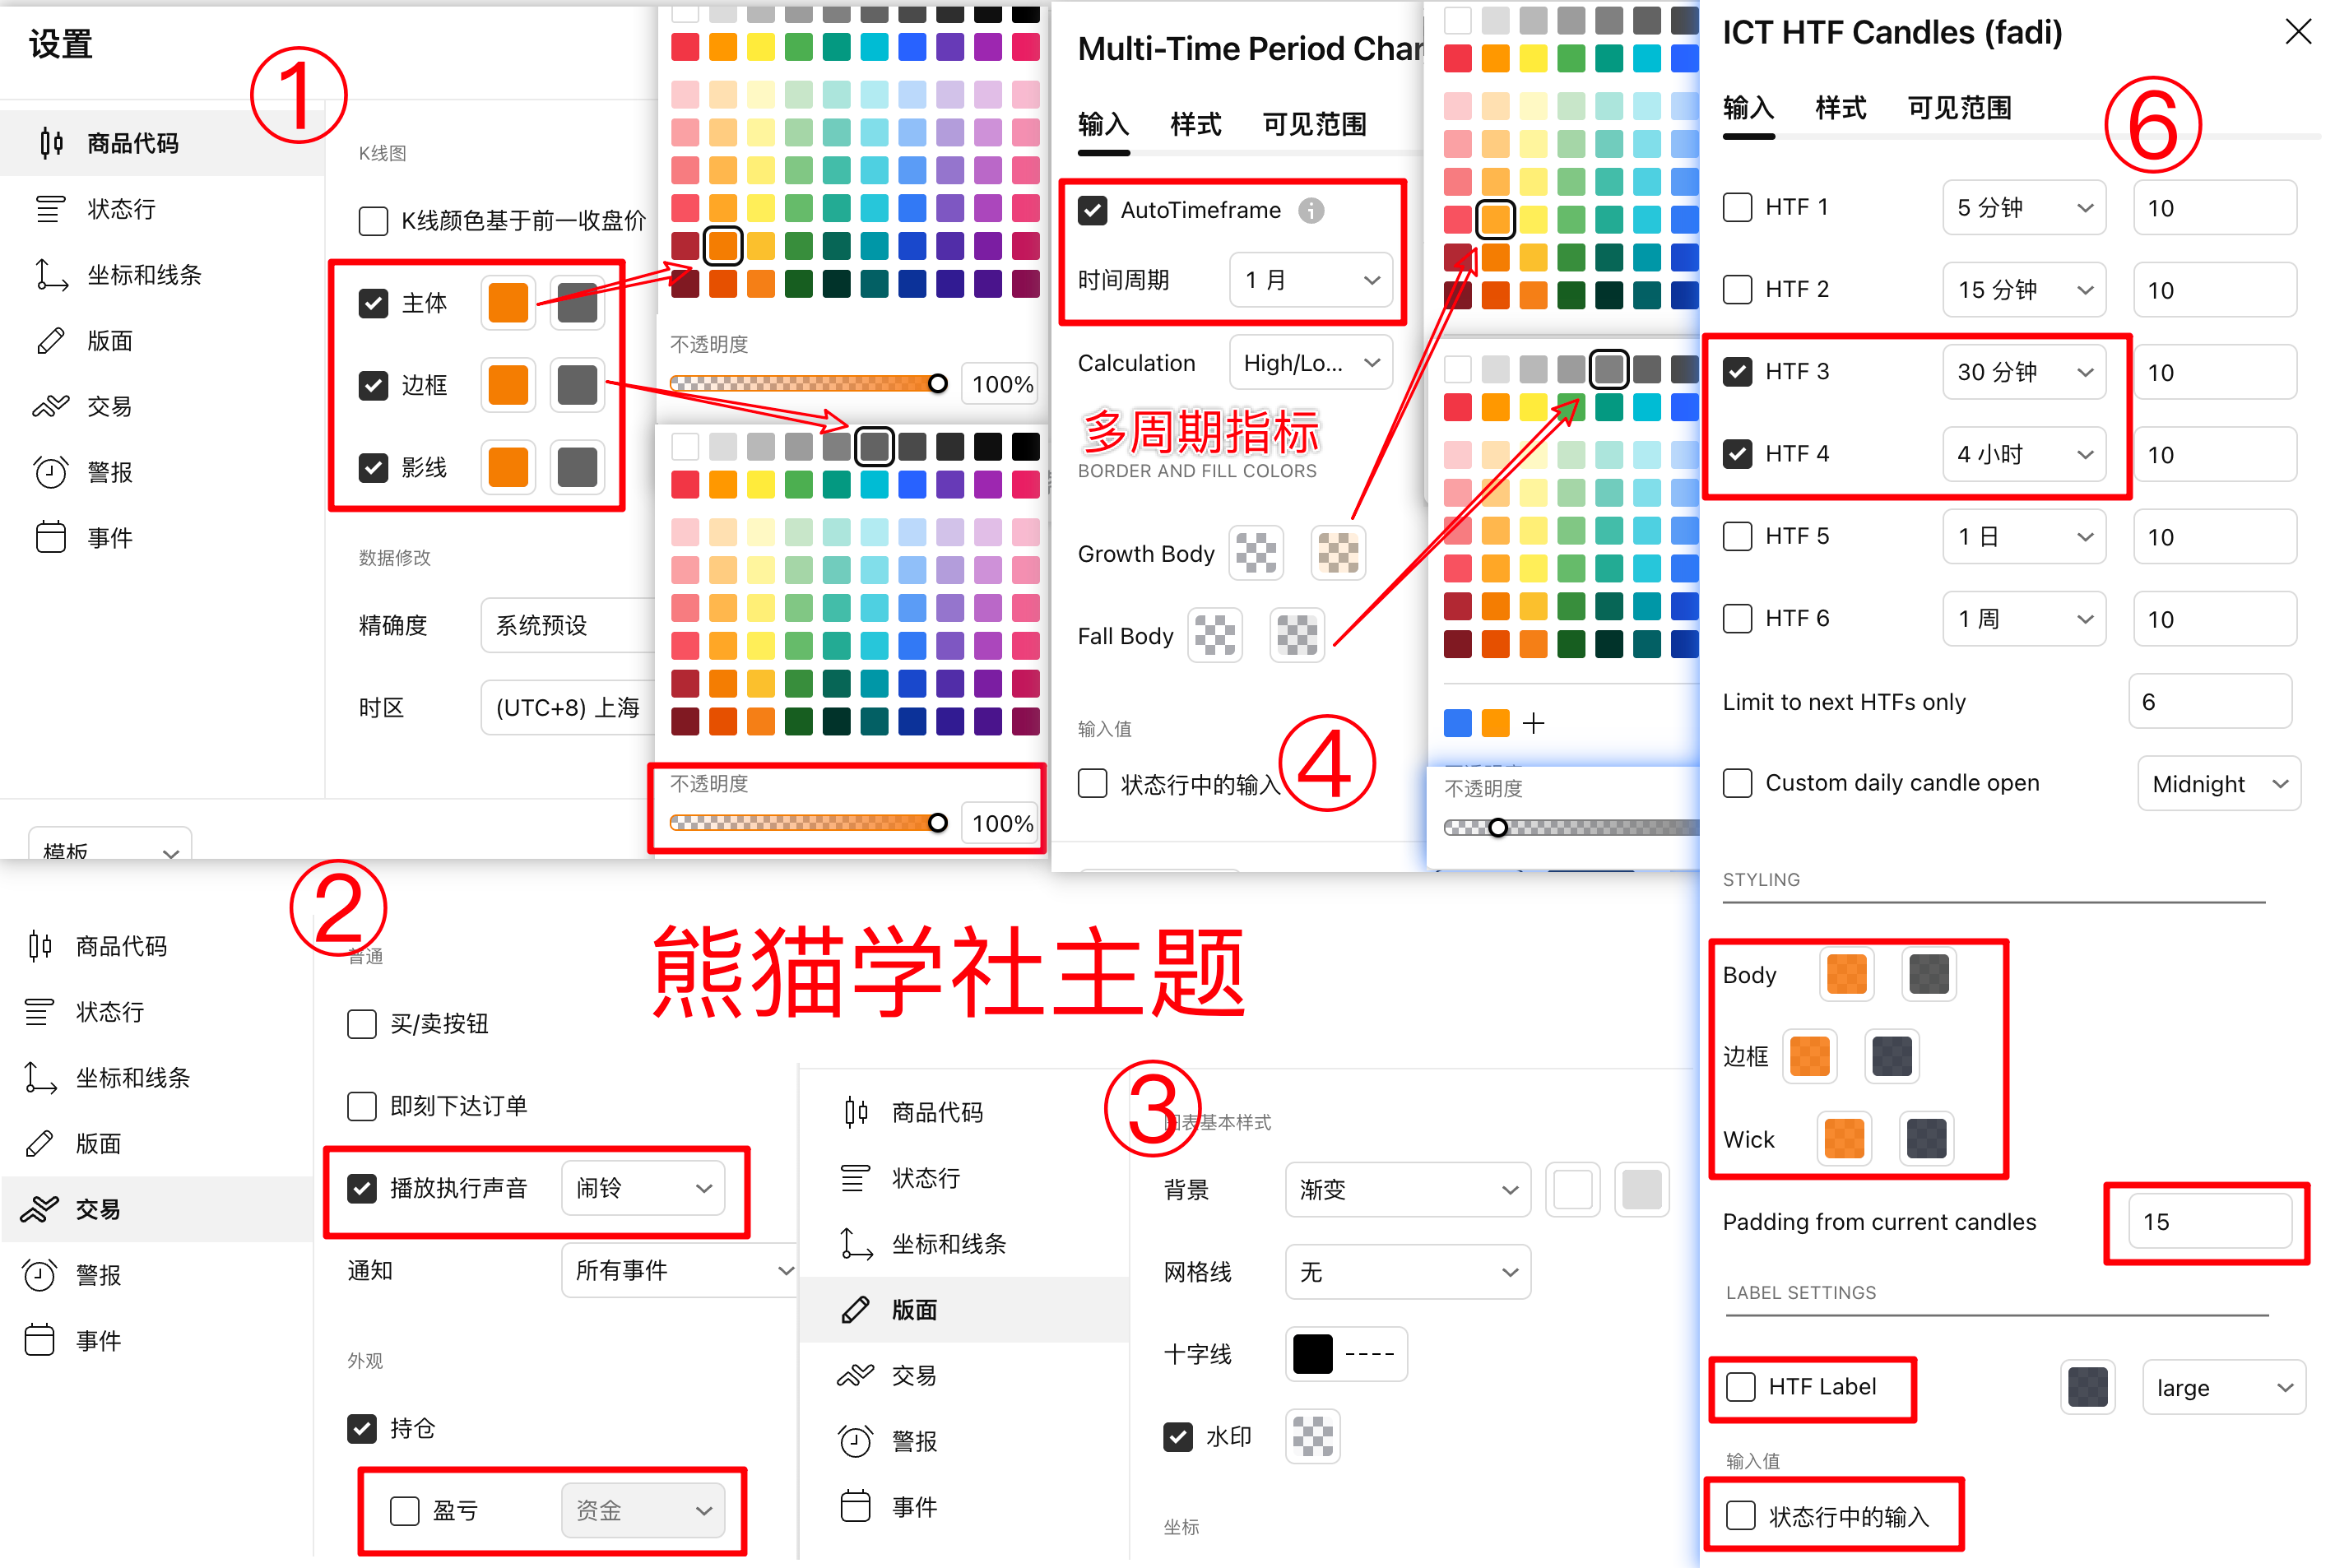 设置
①
商品代码
状态行
坐标和线条
版面
交易
警报
事件
模板
K线图
K线颜色基于前一收盘价
主体
边框
影线
数据修改
精确度
系统预设
时区
(UTC+8) 上海
不透明度
100%
不透明度
100%
Multi-Time Period Char
输入
样式
可见范围
AutoTimeframe
时间周期
1 月
Calculation
High/Lo...
多周期指标
BORDER AND FILL COLORS
Growth Body
Fall Body
输入值
状态行中的输入
④
不透明度
ICT HTF Candles (fadi)
输入
样式
可见范围
⑥
HTF 1
5 分钟
10
HTF 2
15 分钟
10
HTF 3
30 分钟
10
HTF 4
4 小时
10
HTF 5
1 日
10
HTF 6
1 周
10
Limit to next HTFs only
6
Custom daily candle open
Midnight
STYLING
Body
边框
Wick
Padding from current candles
15
LABEL SETTINGS
HTF Label
large
输入值
状态行中的输入
②
商品代码
状态行
坐标和线条
版面
交易
警报
事件
普通
买/卖按钮
即刻下达订单
播放执行声音
闹铃
通知
所有事件
外观
持仓
盈亏
资金
熊猫学社主题
③
商品代码
状态行
坐标和线条
版面
交易
警报
事件
图表基本样式
背景
渐变
网格线
无
十字线
水印
坐标